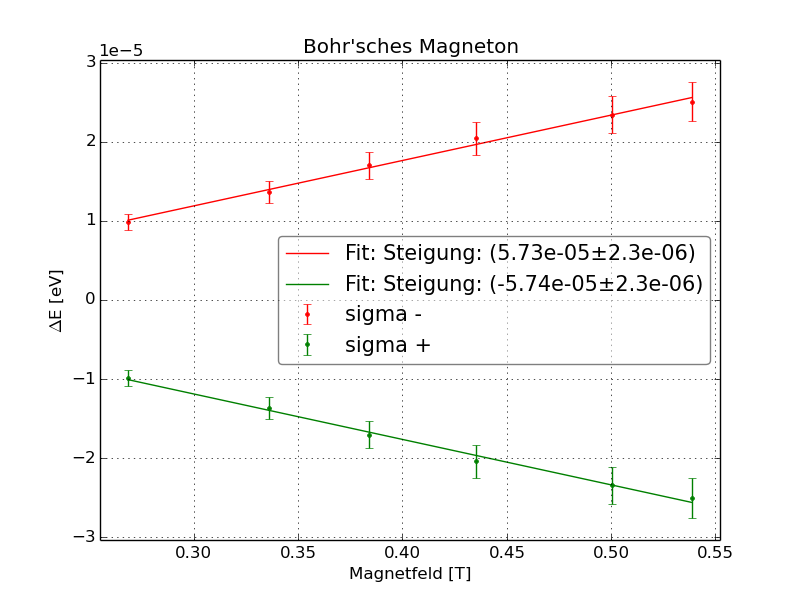 Bohr'sches Magneton
1e−5
3
2
1
0
−1
−2
−3
ΔE [eV]
Fit: Steigung: (5.73e-05±2.3e-06)
Fit: Steigung: (-5.74e-05±2.3e-06)
sigma -
sigma +
0.30 0.35 0.40 0.45 0.50 0.55
Magnetfeld [T]